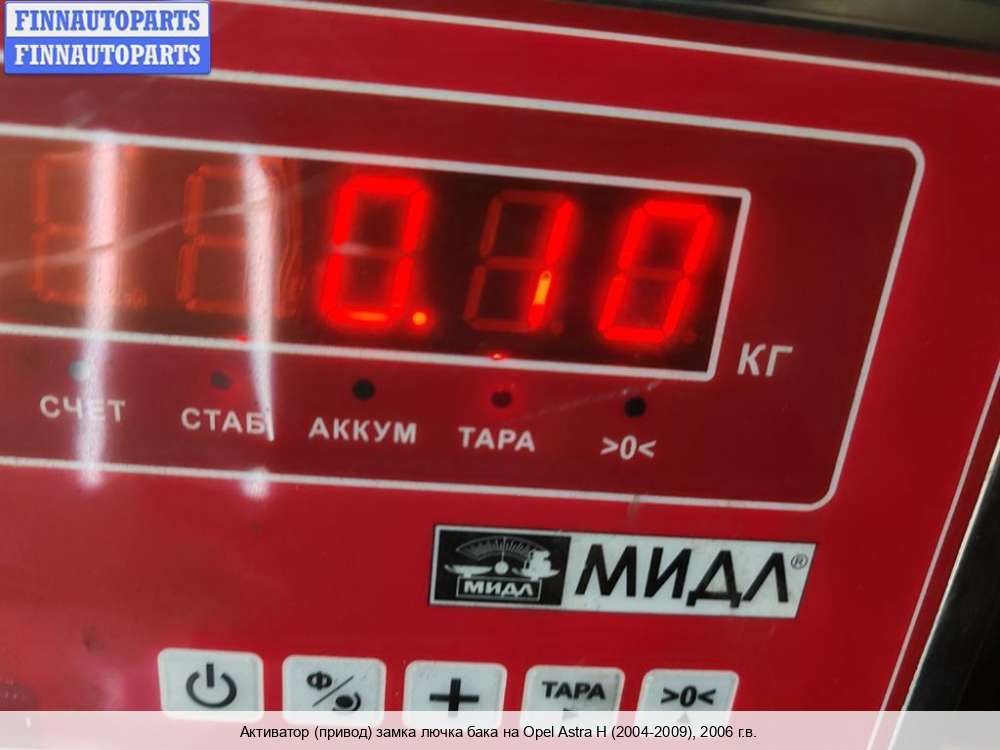 FINNAUTOPARTS
FINNAUTOPARTS
0.10
КГ
СЧЕТ СТАБ АККУМ ТАРА >0<
МИДЛ МИДЛ®
Ф + ТАРА >0<
Активатор (привод) замка лючка бака на Opel Astra H (2004-2009), 2006 г.в.